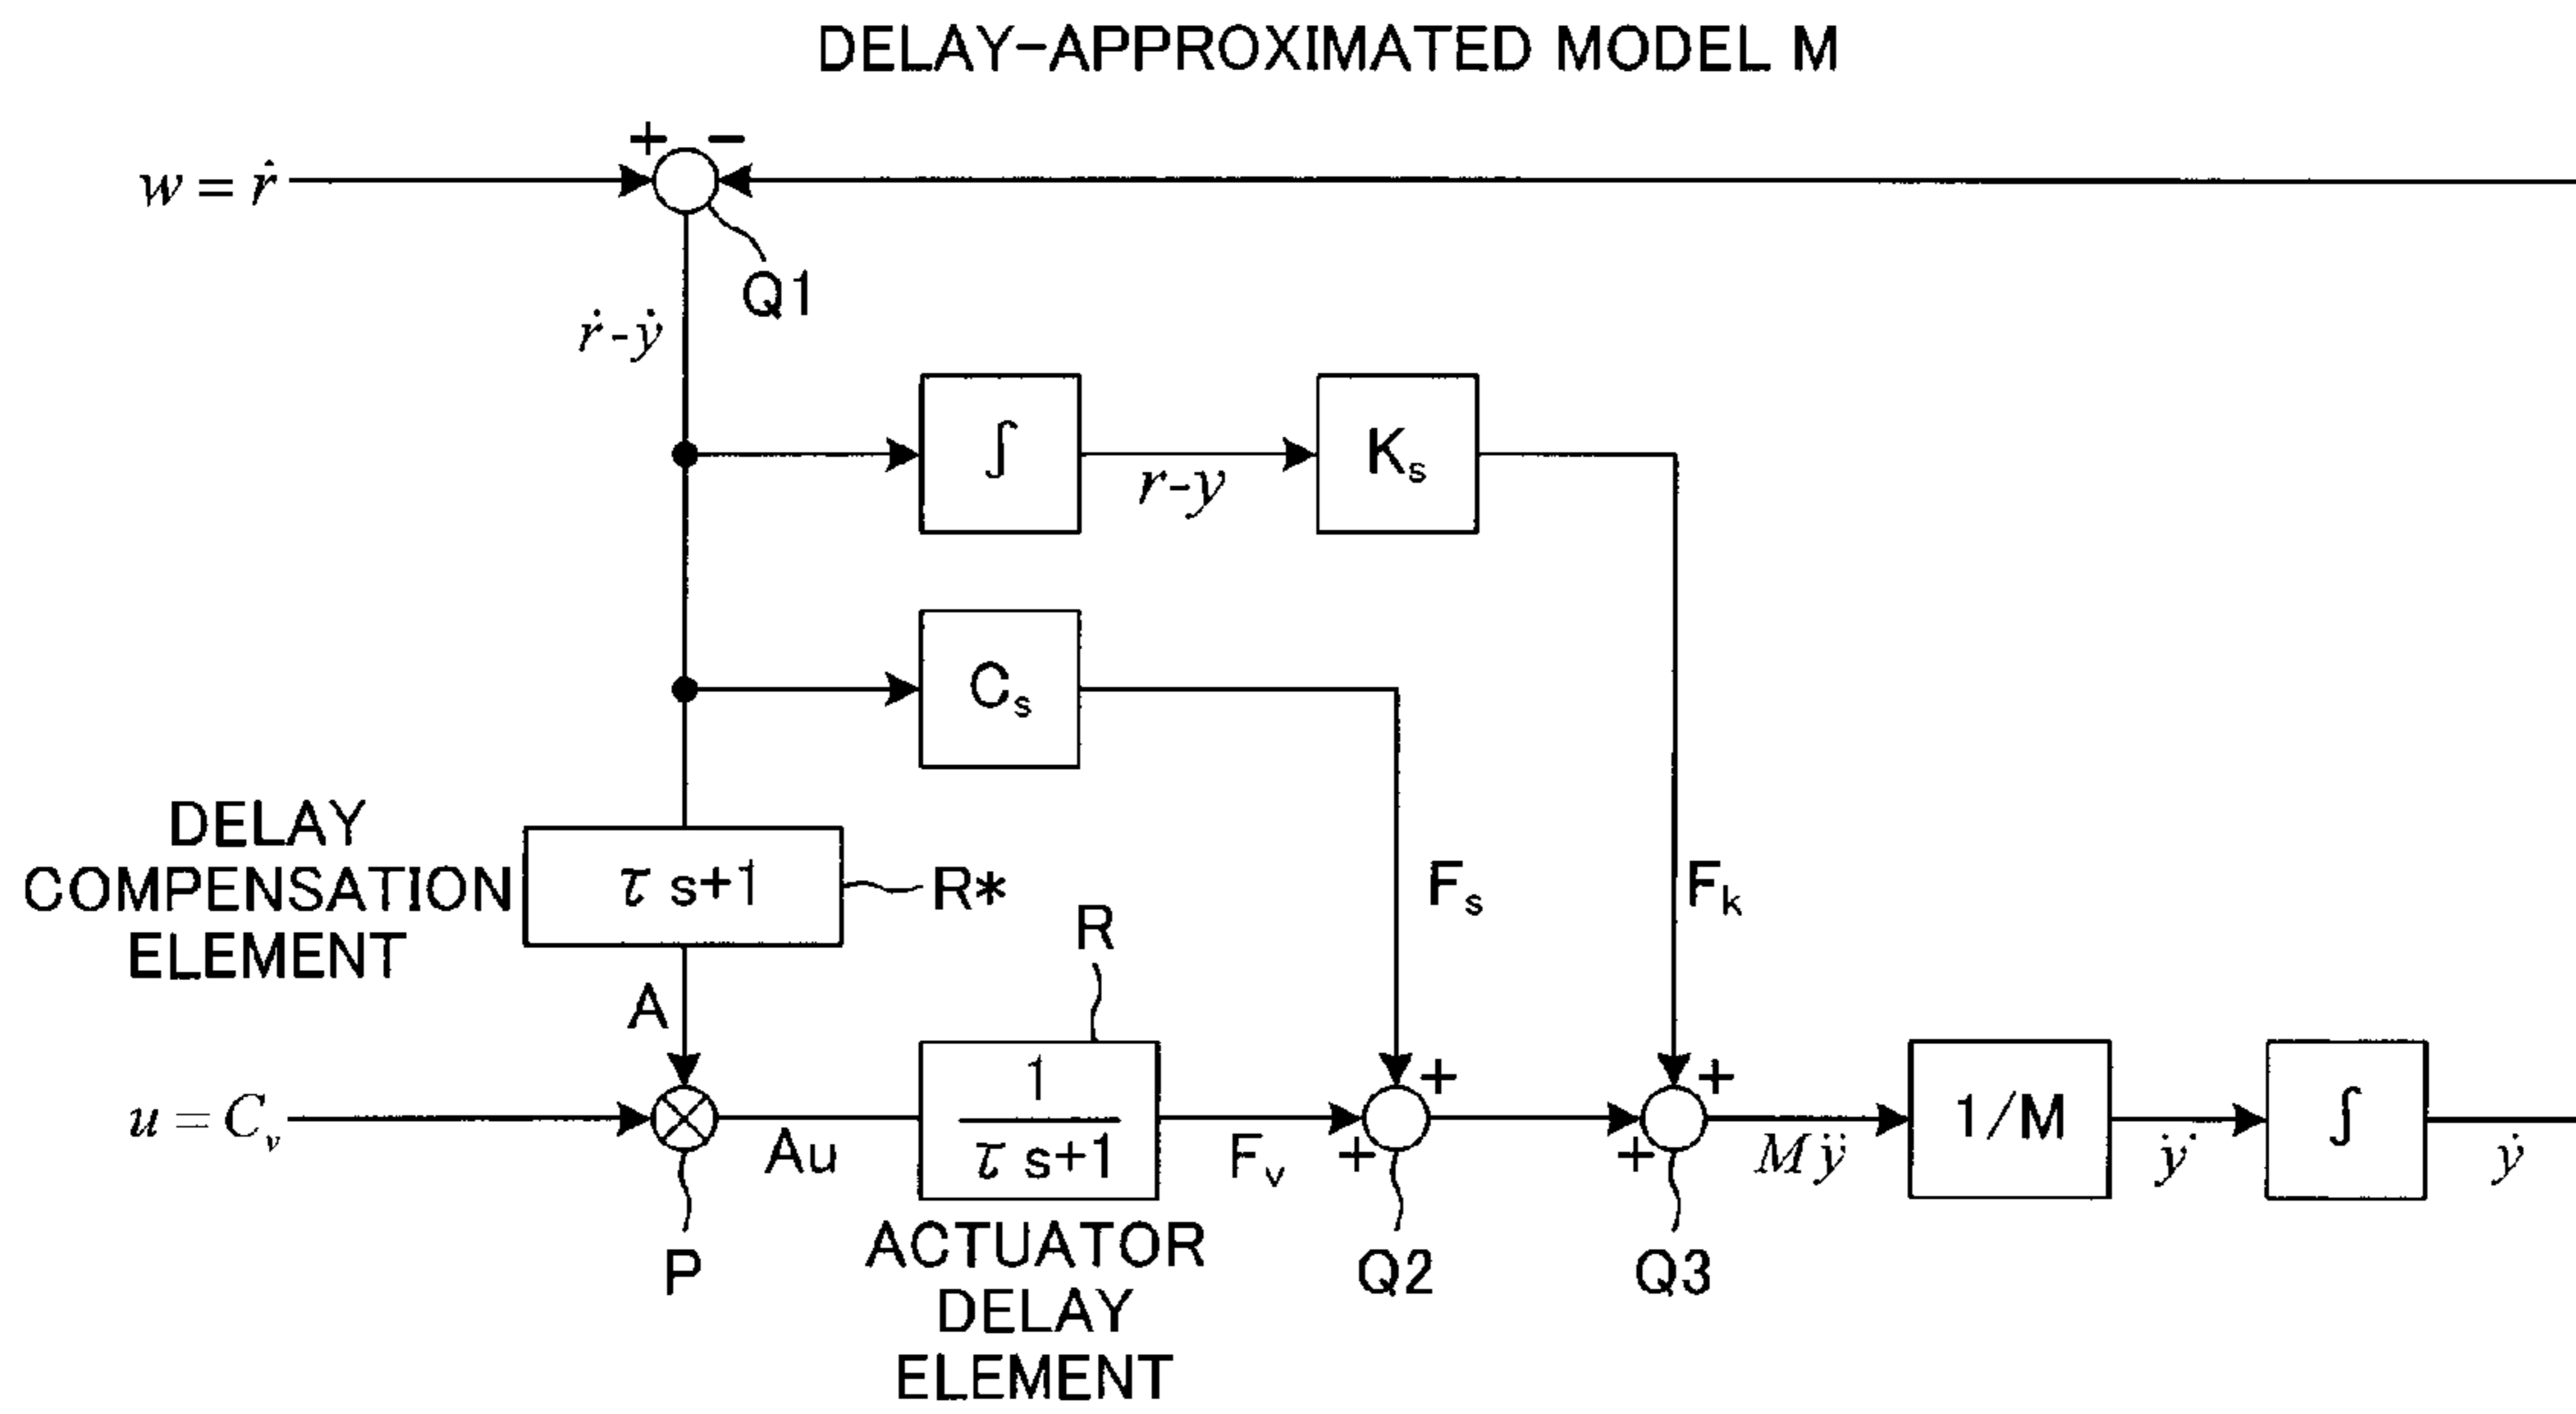 DELAY-APPROXIMATED MODEL M
+ −
w = ṙ
Q1
ṙ-ẏ
∫
r-y
Kₛ
Cₛ
DELAY
COMPENSATION
ELEMENT
τ s+1
R*
Fₛ
Fₖ
R
A
u = Cᵥ
Au
1
τ s+1
Fᵥ
+
+
+
+
Mÿ
1/M
ÿ
∫
ẏ
P
ACTUATOR
DELAY
ELEMENT
Q2
Q3